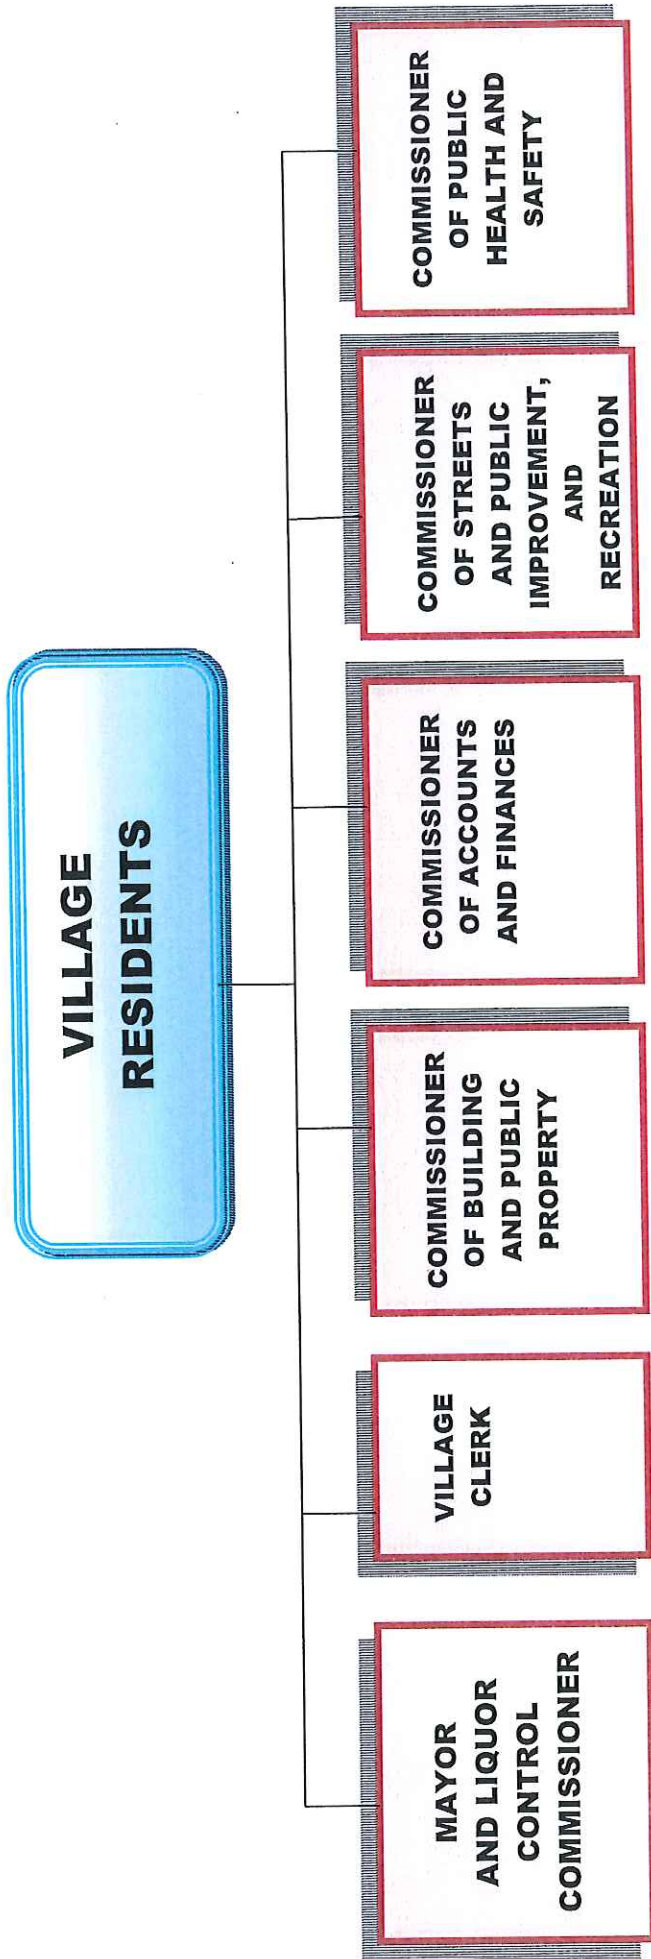 VILLAGE
RESIDENTS
MAYOR
AND LIQUOR
CONTROL
COMMISSIONER
VILLAGE
CLERK
COMMISSIONER
OF BUILDING
AND PUBLIC
PROPERTY
COMMISSIONER
OF ACCOUNTS
AND FINANCES
COMMISSIONER
OF STREETS
AND PUBLIC
IMPROVEMENT,
AND
RECREATION
COMMISSIONER
OF PUBLIC
HEALTH AND
SAFETY